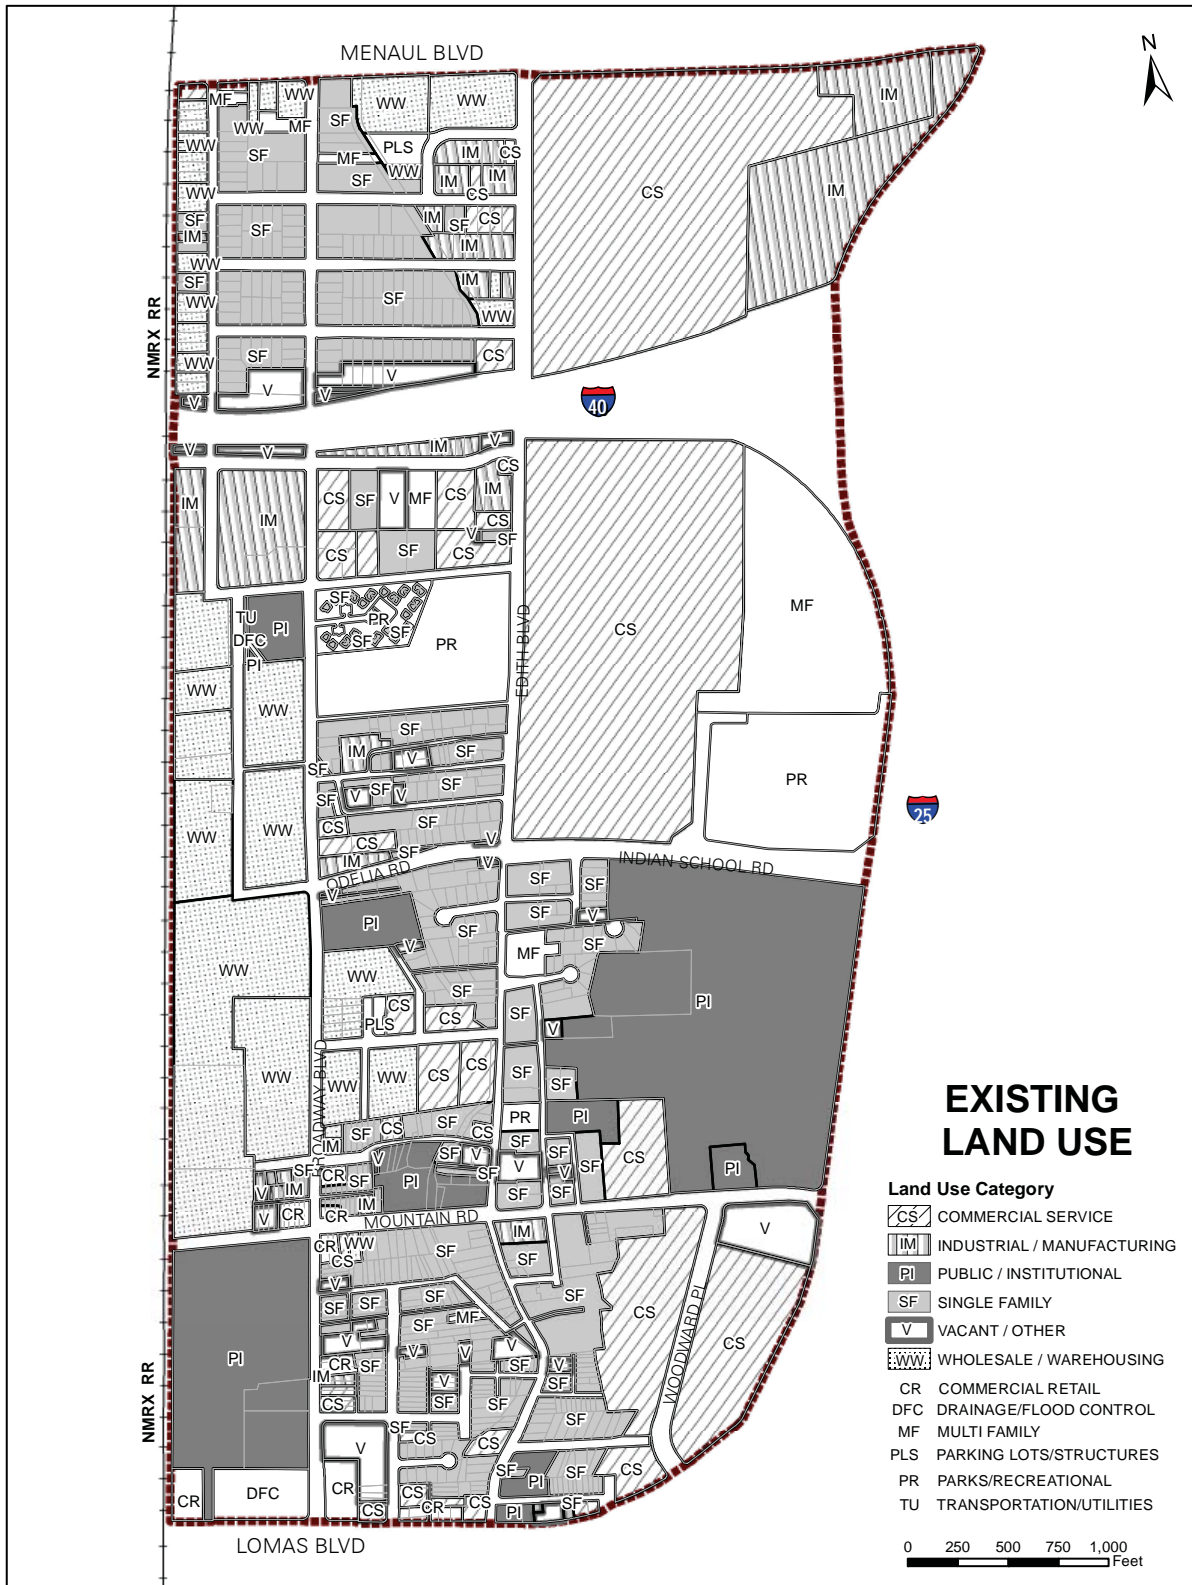 MENAUL BLVD
N
MF
WW
WW
MF
SF
WW
WW
WW
SF
PLS
MF
WW
SF
IM
CS
IM
IM
CS
WW
WW
SF
IM
WW
SF
WW
WW
SF
IM
SF
CS
IM
SF
IM
WW
CS
IM
IM
NMRX RR
SF
V
V
V
V
CS
40
V
V
IM
V
CS
IM
IM
CS
SF
V
MF
CS
IM
CS
V
SF
CS
SF
CS
TU
DFC
PI
PI
SF
PR
SF
SF
PR
EDITH BLVD
CS
MF
WW
WW
SF
IM
V
SF
SF
SF
V
SF
V
SF
PR
25
WW
WW
CS
CS
SF
IM
SF
V
ODELIA RD
V
INDIAN SCHOOL RD
V
PI
V
SF
SF
SF
SF
V
MF
SF
WW
WW
SF
CS
PLS
CS
SF
V
PI
BROADWAY BLVD
WW
WW
WW
CS
CS
SF
SF
PR
PI
IM
SF
CS
SF
CS
SF
V
SF
V
SF
V
SF
V
SF
CS
PI
SF
V
IM
CR
SF
PI
SF
SF
V
CR
CR
IM
MOUNTAIN RD
CR
WW
CS
SF
IM
SF
V
V
SF
SF
SF
SF
MF
SF
CS
CS
WOODWARD PL
V
SF
V
V
V
SF
V
SF
PI
CR
SF
IM
CS
V
SF
SF
SF
NMRX RR
V
SF
CS
CS
SF
PI
SF
CS
CR
DFC
CR
CS
CS
CR
CS
PI
SF
LOMAS BLVD
EXISTING
LAND USE
Land Use Category
CS COMMERCIAL SERVICE
IM INDUSTRIAL / MANUFACTURING
PI PUBLIC / INSTITUTIONAL
SF SINGLE FAMILY
V VACANT / OTHER
WW WHOLESALE / WAREHOUSING
CR COMMERCIAL RETAIL
DFC DRAINAGE/FLOOD CONTROL
MF MULTI FAMILY
PLS PARKING LOTS/STRUCTURES
PR PARKS/RECREATIONAL
TU TRANSPORTATION/UTILITIES
0 250 500 750 1,000
Feet